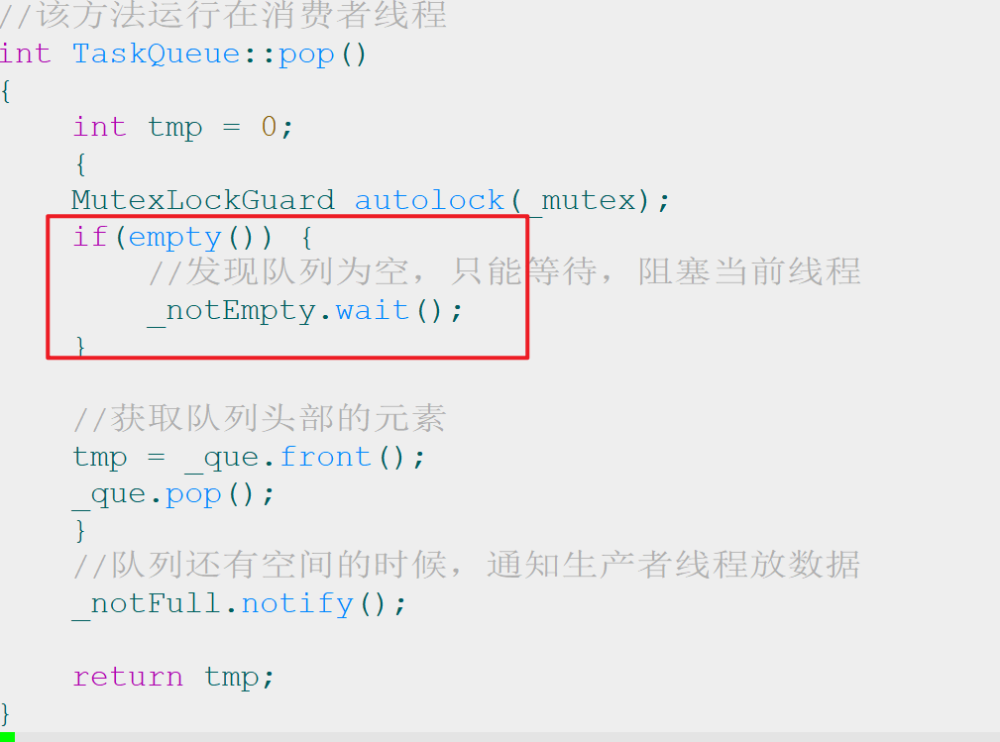 //该方法运行在消费者线程
int TaskQueue::pop()
{
    int tmp = 0;
    {
    MutexLockGuard autolock(_mutex);
    if(empty()) {
        //发现队列为空，只能等待，阻塞当前线程
        _notEmpty.wait();
    }
    //获取队列头部的元素
    tmp = _que.front();
    _que.pop();
    }
    //队列还有空间的时候，通知生产者线程放数据
    _notFull.notify();
    return tmp;
}